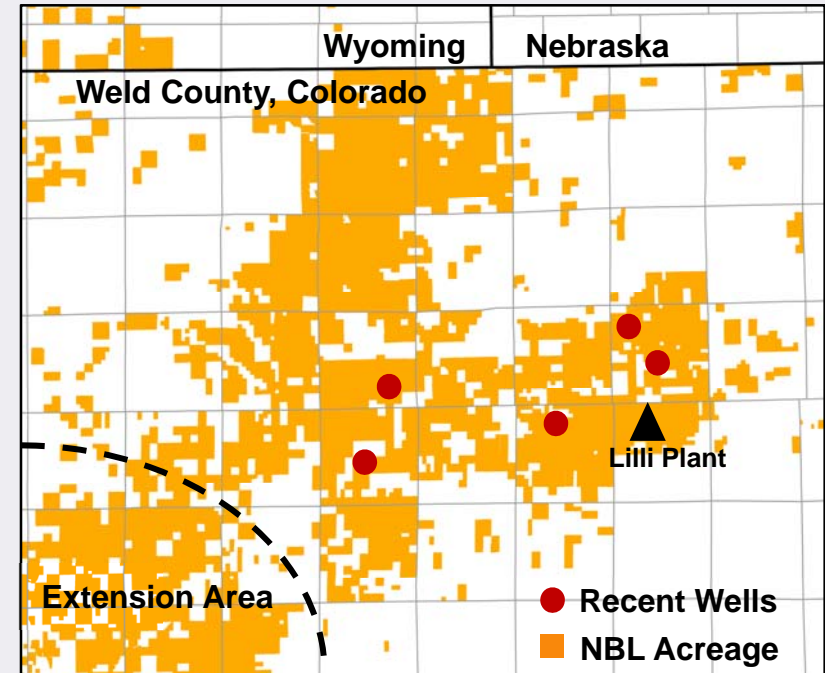 Wyoming
Nebraska
Weld County, Colorado
Lilli Plant
Extension Area
Recent Wells
NBL Acreage